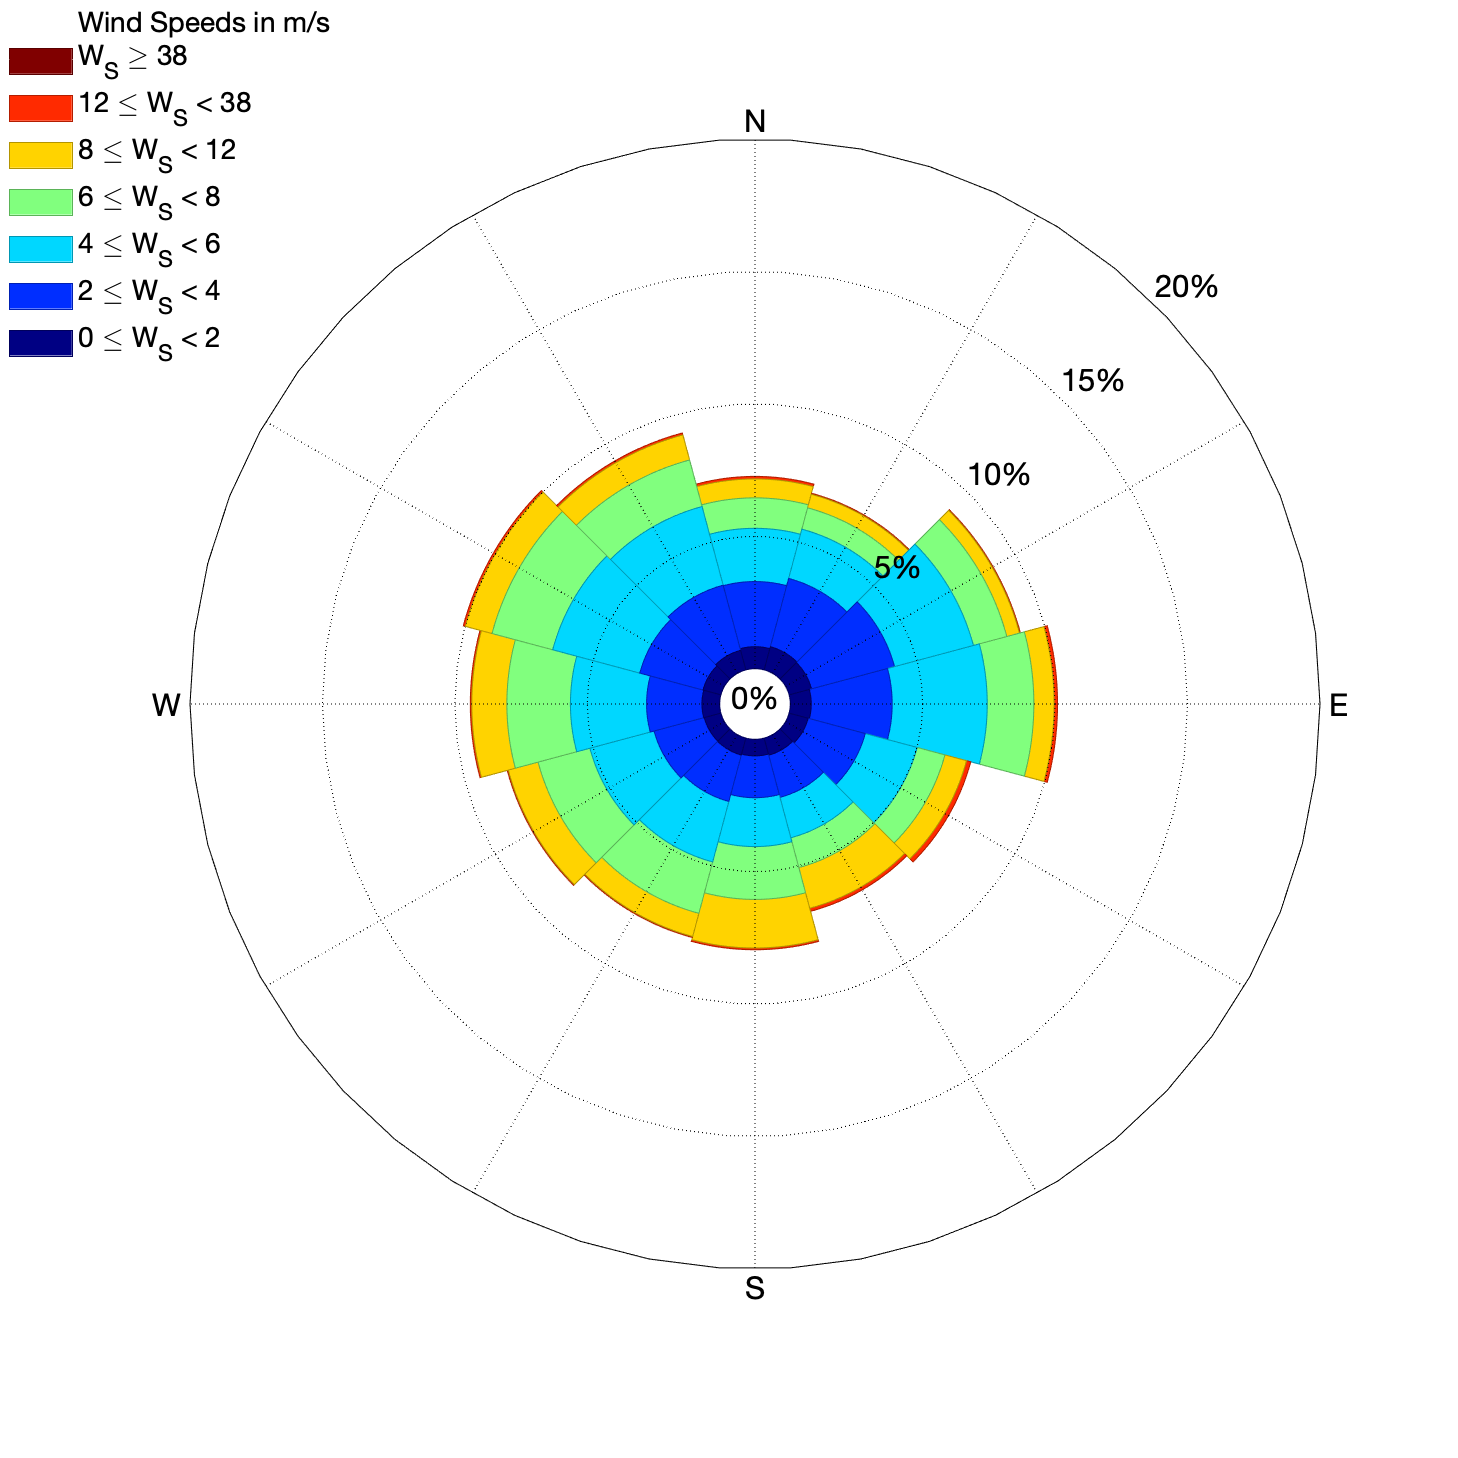 Wind Speeds in m/s
W_S ≥ 38
12 ≤ W_S < 38
8 ≤ W_S < 12
6 ≤ W_S < 8
4 ≤ W_S < 6
2 ≤ W_S < 4
0 ≤ W_S < 2
N
20%
15%
10%
5%
W
0%
E
S